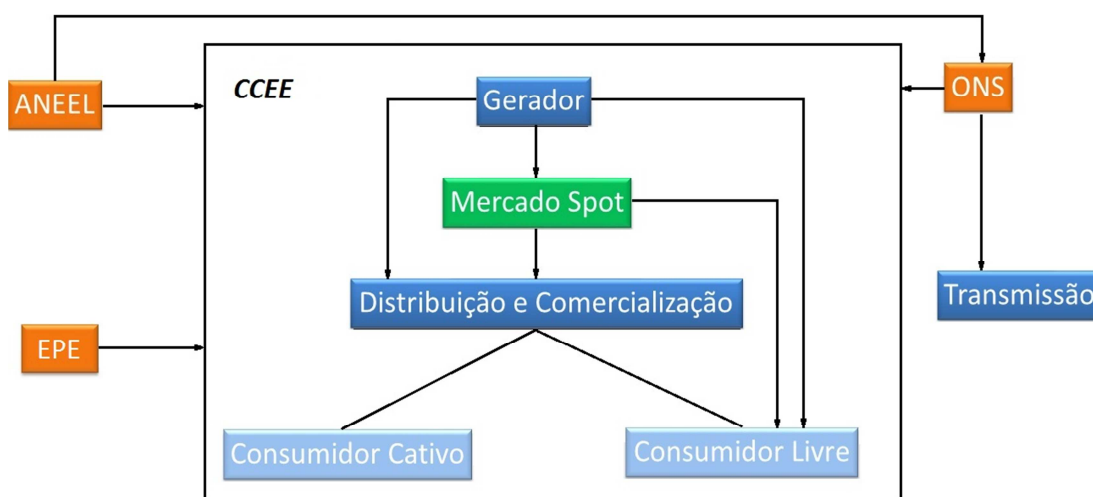 ANEEL
CCEE
Gerador
ONS
Mercado Spot
Distribuição e Comercialização
Transmissão
EPE
Consumidor Cativo
Consumidor Livre